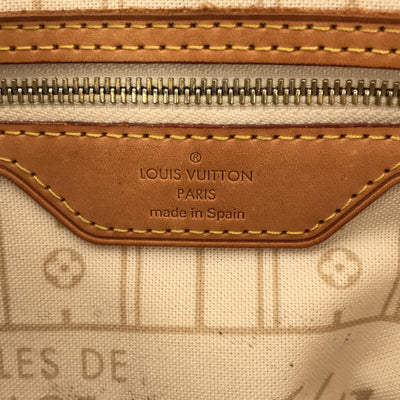 ®
LOUIS VUITTON
PARIS
made in Spain
LES DE